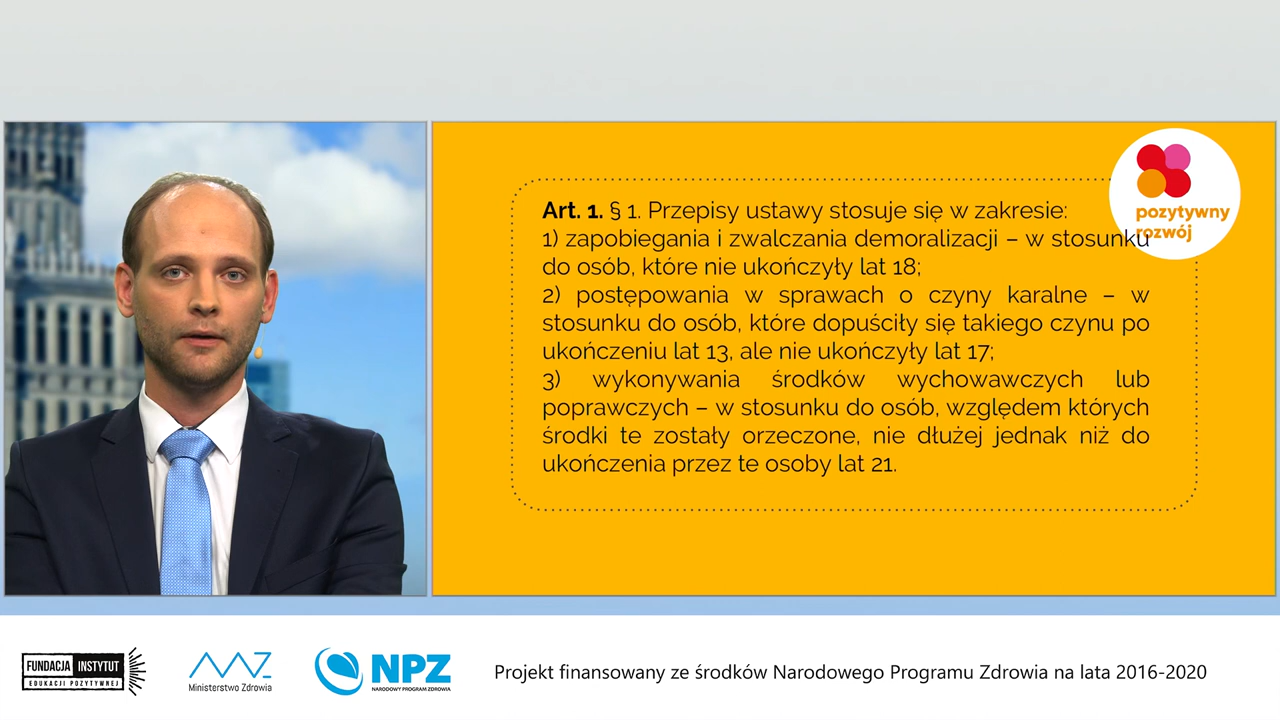 pozytywny
rozwój
Art. 1. § 1. Przepisy ustawy stosuje się w zakresie:
1) zapobiegania i zwalczania demoralizacji – w stosunku
do osób, które nie ukończyły lat 18;
2) postępowania w sprawach o czyny karalne – w
stosunku do osób, które dopuściły się takiego czynu po
ukończeniu lat 13, ale nie ukończyły lat 17;
3) wykonywania środków wychowawczych lub
poprawczych – w stosunku do osób, względem których
środki te zostały orzeczone, nie dłużej jednak niż do
ukończenia przez te osoby lat 21.
FUNDACJA INSTYTUT
EDUKACJI POZYTYWNEJ
Ministerstwo Zdrowia
NPZ
NARODOWY PROGRAM ZDROWIA
Projekt finansowany ze środków Narodowego Programu Zdrowia na lata 2016-2020